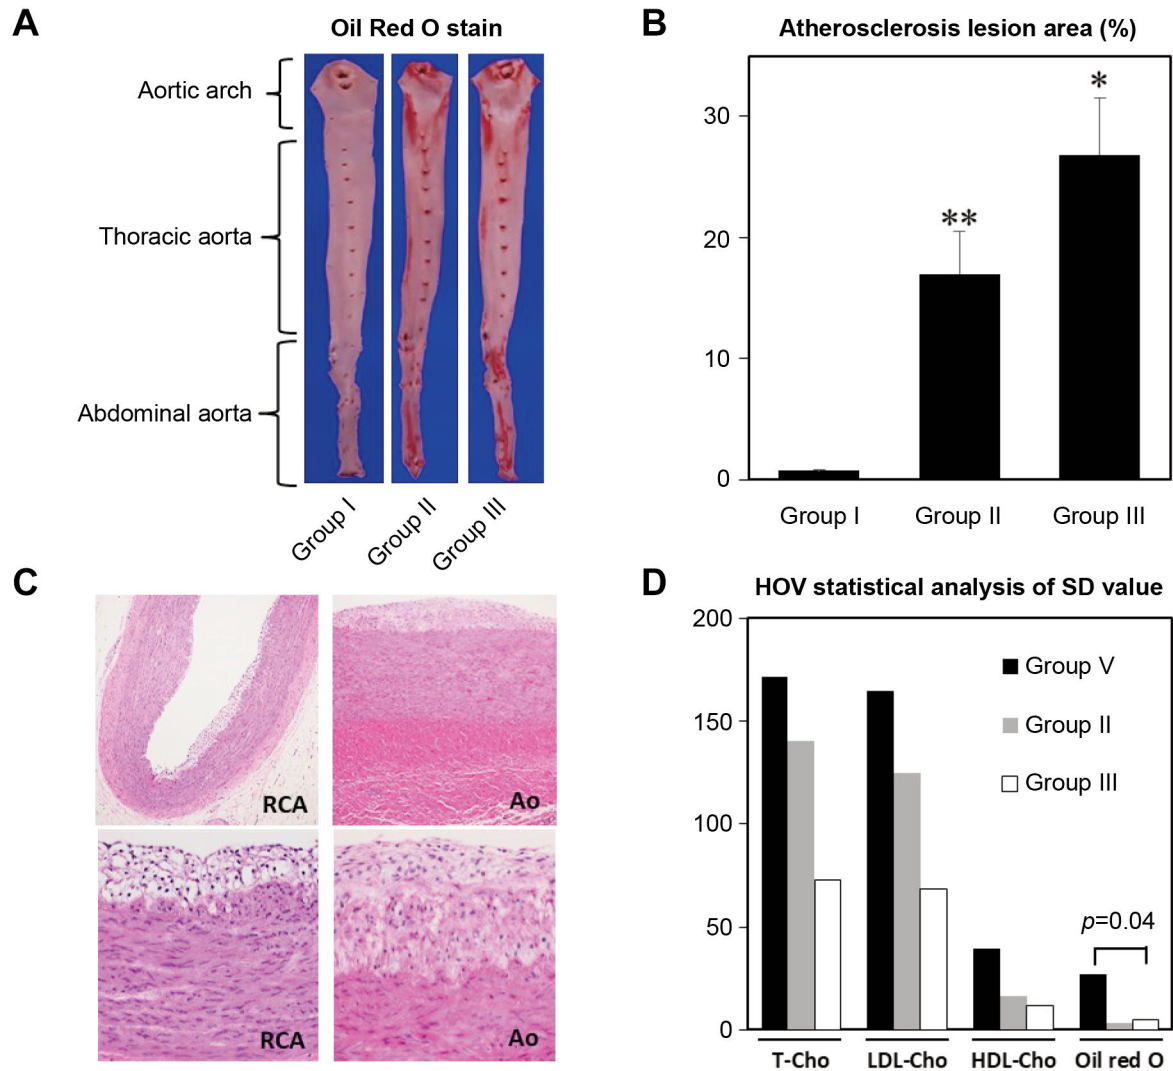 A
Oil Red O stain
Aortic arch
Thoracic aorta
Abdominal aorta
Group I
Group II
Group III
B
Atherosclerosis lesion area (%)
30
20
10
0
**
*
Group I
Group II
Group III
C
RCA
Ao
RCA
Ao
D
HOV statistical analysis of SD value
200
150
100
50
0
Group V
Group II
Group III
p=0.04
T-Cho
LDL-Cho
HDL-Cho
Oil red O